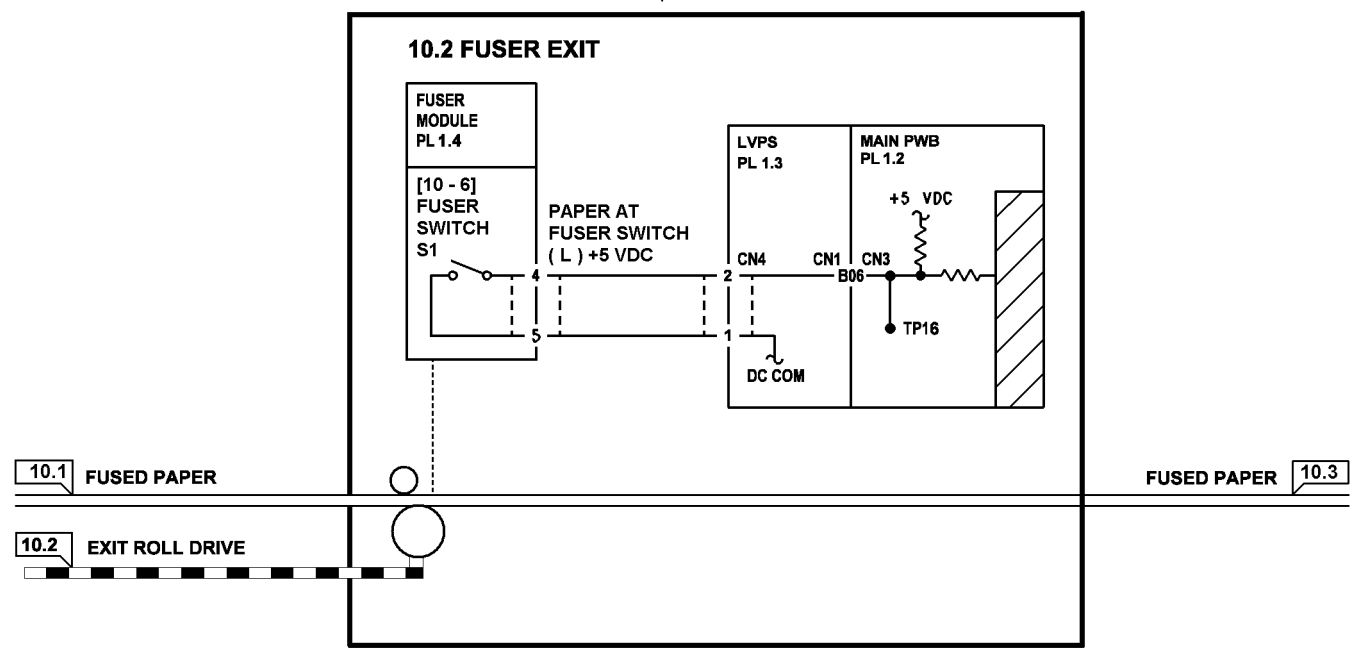 10.2 FUSER EXIT
FUSER
MODULE
PL 1.4
[10 - 6]
FUSER
SWITCH
S1
PAPER AT
FUSER SWITCH
( L ) +5 VDC
4
5
LVPS
PL 1.3
MAIN PWB
PL 1.2
+5 VDC
2
CN4
CN1
B06
CN3
1
TP16
DC COM
10.1
FUSED PAPER
FUSED PAPER
10.3
10.2
EXIT ROLL DRIVE